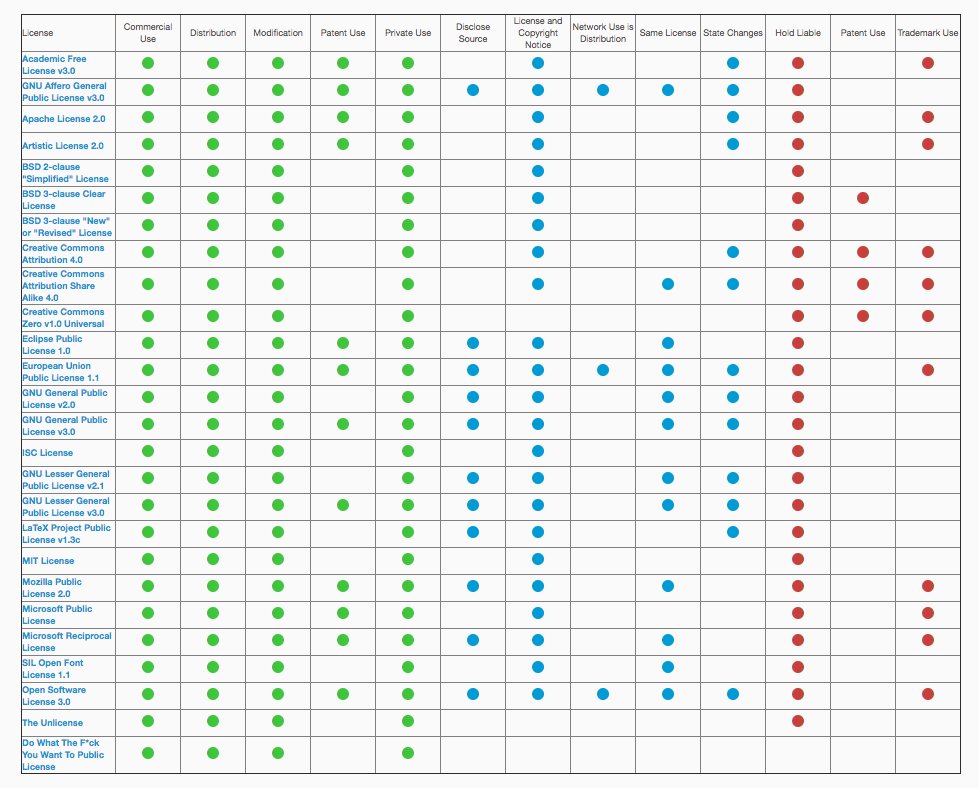 License
Commercial
Use
Distribution
Modification
Patent Use
Private Use
Disclose
Source
License and
Copyright
Notice
Network Use is
Distribution
Same License
State Changes
Hold Liable
Patent Use
Trademark Use
Academic Free
License v3.0
GNU Affero General
Public License v3.0
Apache License 2.0
Artistic License 2.0
BSD 2-clause
"Simplified" License
BSD 3-clause Clear
License
BSD 3-clause "New"
or "Revised" License
Creative Commons
Attribution 4.0
Creative Commons
Attribution Share
Alike 4.0
Creative Commons
Zero v1.0 Universal
Eclipse Public
License 1.0
European Union
Public License 1.1
GNU General Public
License v2.0
GNU General Public
License v3.0
ISC License
GNU Lesser General
Public License v2.1
GNU Lesser General
Public License v3.0
LaTeX Project Public
License v1.3c
MIT License
Mozilla Public
License 2.0
Microsoft Public
License
Microsoft Reciprocal
License
SIL Open Font
License 1.1
Open Software
License 3.0
The Unlicense
Do What The F*ck
You Want To Public
License